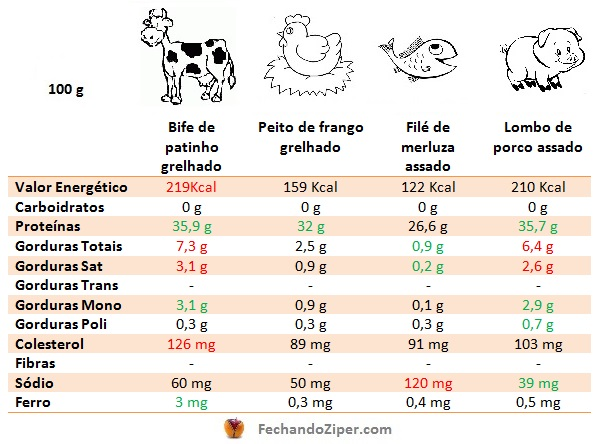 100 g
Bife de patinho grelhado
Peito de frango grelhado
Filé de merluza assado
Lombo de porco assado
Valor Energético 219Kcal 159 Kcal 122 Kcal 210 Kcal
Carboidratos 0 g 0 g 0 g 0 g
Proteínas 35,9 g 32 g 26,6 g 35,7 g
Gorduras Totais 7,3 g 2,5 g 0,9 g 6,4 g
Gorduras Sat 3,1 g 0,9 g 0,2 g 2,6 g
Gorduras Trans - - - -
Gorduras Mono 3,1 g 0,9 g 0,1 g 2,9 g
Gorduras Poli 0,3 g 0,3 g 0,3 g 0,7 g
Colesterol 126 mg 89 mg 91 mg 103 mg
Fibras - - - -
Sódio 60 mg 50 mg 120 mg 39 mg
Ferro 3 mg 0,3 mg 0,4 mg 0,5 mg
FechandoZiper.com